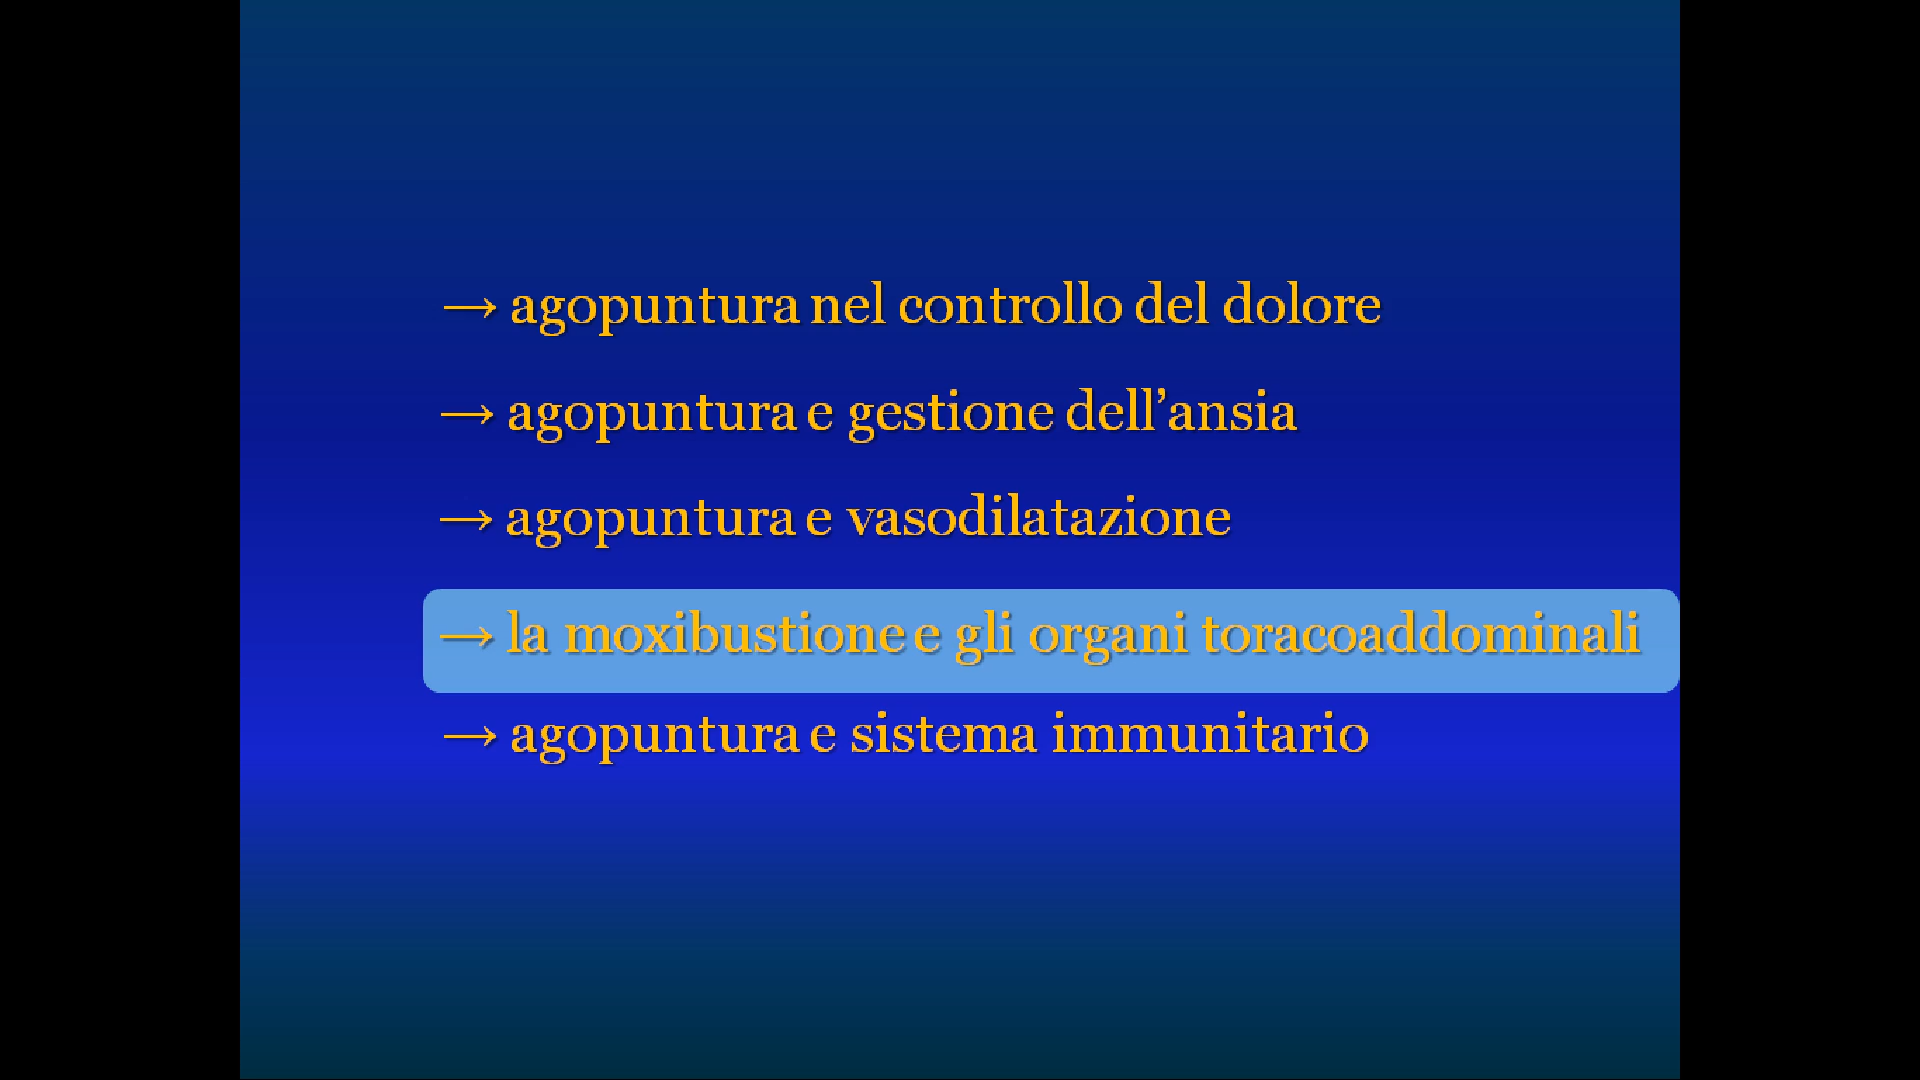 → agopuntura nel controllo del dolore
→ agopuntura e gestione dell’ansia
→ agopuntura e vasodilatazione
→ la moxibustione e gli organi toracoaddominali
→ agopuntura e sistema immunitario